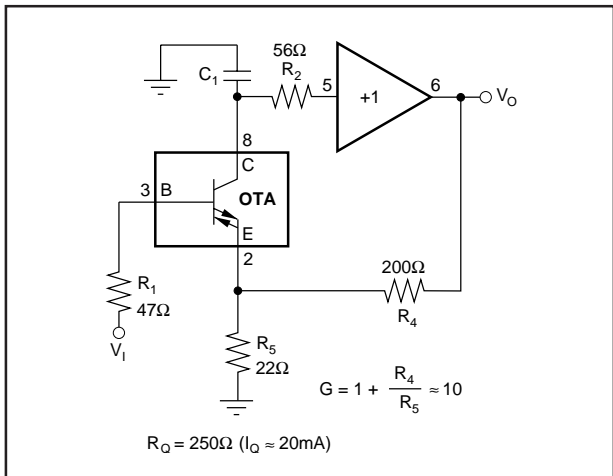 C1
56Ω
R2
5
+1
6
VO
8
C
3
B
OTA
E
2
R1
47Ω
VI
200Ω
R4
R5
22Ω
G = 1 + R4/R5 ≈ 10
RQ = 250Ω (IQ ≈ 20mA)